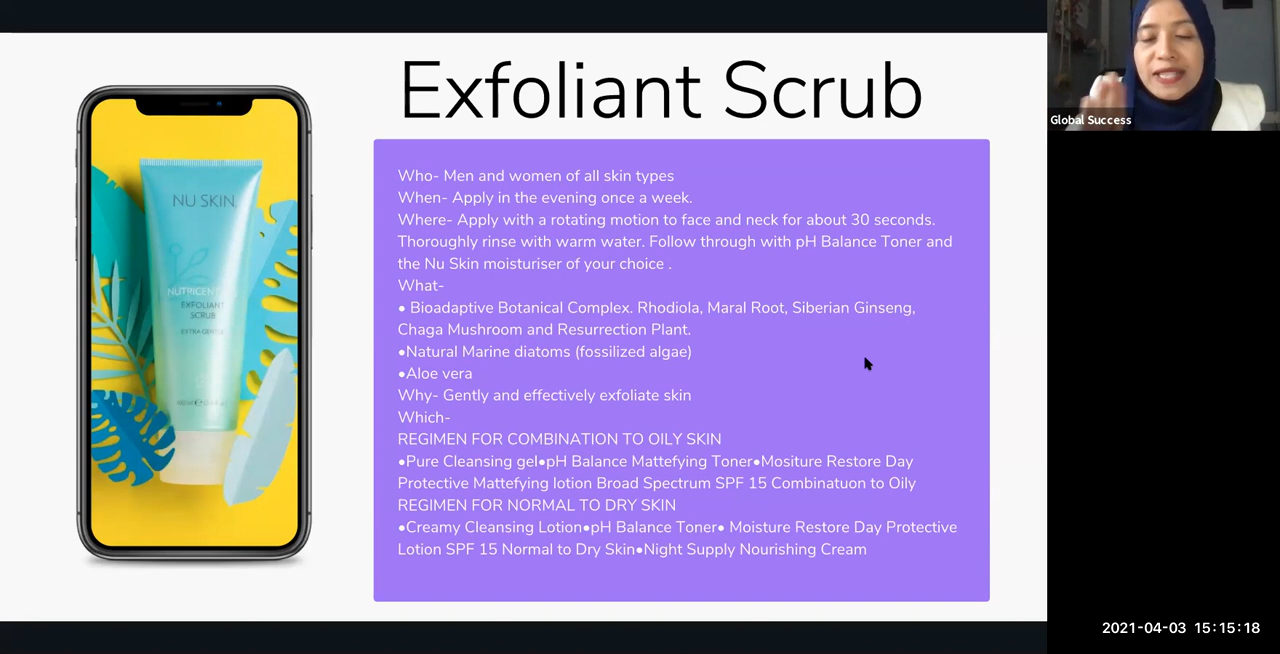 Exfoliant Scrub
Who- Men and women of all skin types
When- Apply in the evening once a week.
Where- Apply with a rotating motion to face and neck for about 30 seconds.
Thoroughly rinse with warm water. Follow through with pH Balance Toner and
the Nu Skin moisturiser of your choice .
What-
• Bioadaptive Botanical Complex. Rhodiola, Maral Root, Siberian Ginseng,
Chaga Mushroom and Resurrection Plant.
•Natural Marine diatoms (fossilized algae)
•Aloe vera
Why- Gently and effectively exfoliate skin
Which-
REGIMEN FOR COMBINATION TO OILY SKIN
•Pure Cleansing gel•pH Balance Mattefying Toner•Mositure Restore Day
Protective Mattefying lotion Broad Spectrum SPF 15 Combinatuon to Oily
REGIMEN FOR NORMAL TO DRY SKIN
•Creamy Cleansing Lotion•pH Balance Toner• Moisture Restore Day Protective
Lotion SPF 15 Normal to Dry Skin•Night Supply Nourishing Cream
NU SKIN
EXFOLIANT
SCRUB
Global Success
2021-04-03 15:15:18